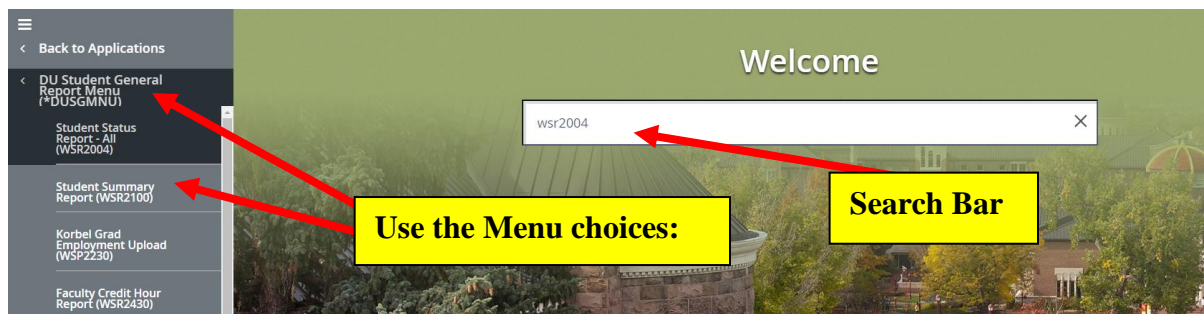 Back to Applications
DU Student General
Report Menu
(*DUSGMNU)
Student Status
Report - All
(WSR2004)
Student Summary
Report (WSR2100)
Korbel Grad
Employment Upload
(WSP2230)
Faculty Credit Hour
Report (WSR2430)
Welcome
wsr2004
Use the Menu choices:
Search Bar